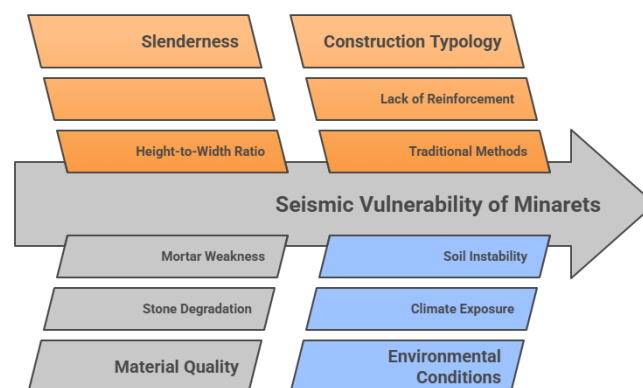 Slenderness
Construction Typology
Lack of Reinforcement
Height-to-Width Ratio
Traditional Methods
Seismic Vulnerability of Minarets
Mortar Weakness
Soil Instability
Stone Degradation
Climate Exposure
Material Quality
Environmental
Conditions